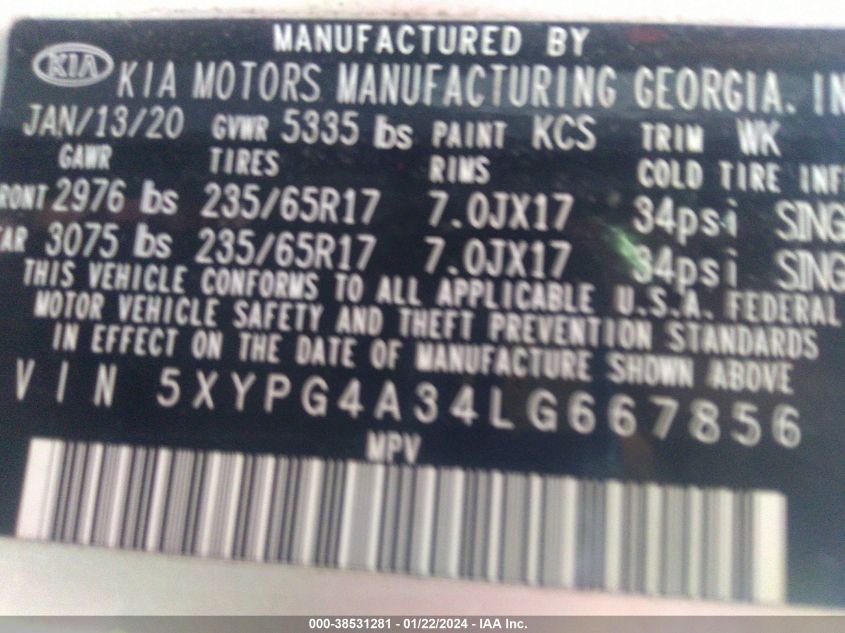 MANUFACTURED BY
KIA KIA MOTORS MANUFACTURING GEORGIA. IN
JAN/13/20 GVWR 5335 lbs PAINT KCS TRIM WK
GAWR TIRES RIMS COLD TIRE INF
RONT 2976 lbs 235/65R17 7.0JX17 34psi SING
EAR 3075 lbs 235/65R17 7.0JX17 34psi SING
THIS VEHICLE CONFORMS TO ALL APPLICABLE U.S.A. FEDERAL
MOTOR VEHICLE SAFETY AND THEFT PREVENTION STANDARDS
IN EFFECT ON THE DATE OF MANUFACTURE SHOWN ABOVE
VIN 5XYPG4A34LG667856
MPV
000-38531281 - 01/22/2024 - IAA Inc.